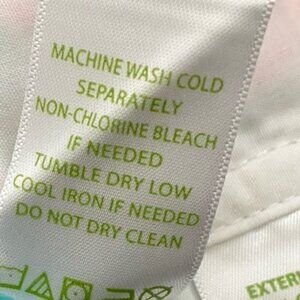 MACHINE WASH COLD
SEPARATELY
NON-CHLORINE BLEACH
IF NEEDED
TUMBLE DRY LOW
COOL IRON IF NEEDED
DO NOT DRY CLEAN